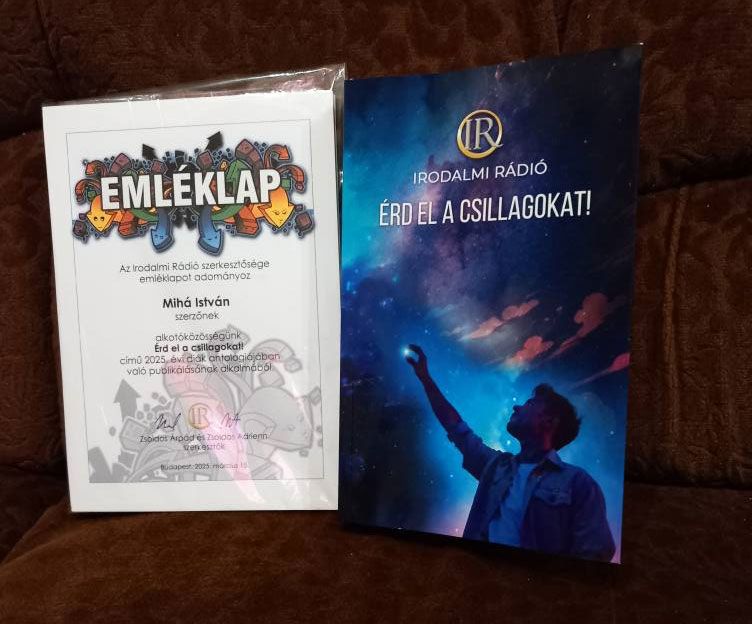 EMLÉKLAP
Az Irodalmi Rádió szerkesztősége
emléklapot adományoz
Mihá István
szerzőnek
alkotóközösségünk
Érd el a csillagokat!
című 2025. évi diák antológiájában
való publikálásának alkalmából
IR
Zsoldos Árpád és Zsoldos Adrienn
szerkesztők
Budapest, 2025. március 15.
IR
IRODALMI RÁDIÓ
ÉRD EL A CSILLAGOKAT!